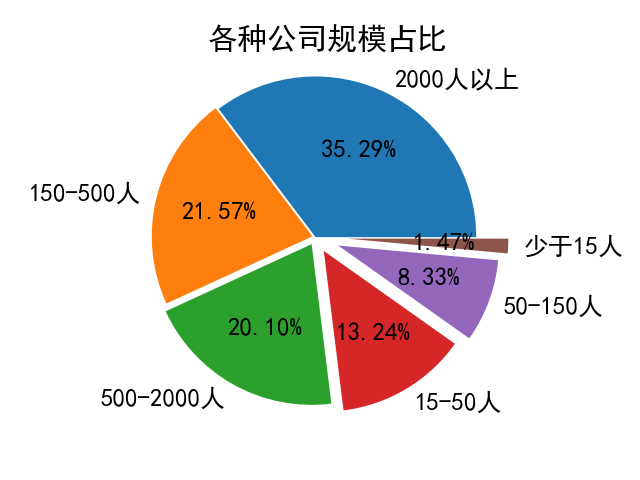 各种公司规模占比
2000人以上
35.29%
150-500人
21.57%
1.47%
少于15人
8.33%
50-150人
20.10%
13.24%
500-2000人
15-50人